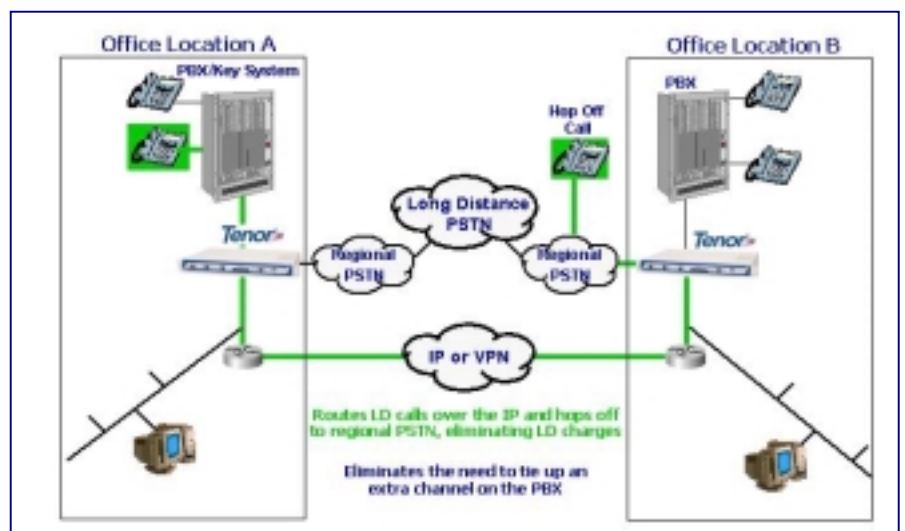 Office Location A
Office Location B
PBX/Key System
PBX
Hop Off
Call
Long Distance
PSTN
Tenor
Tenor
Regional
PSTN
Regional
PSTN
IP or VPN
Routes LD calls over the IP and hops off
to regional PSTN, eliminating LD charges
Eliminates the need to tie up an
extra channel on the PBX